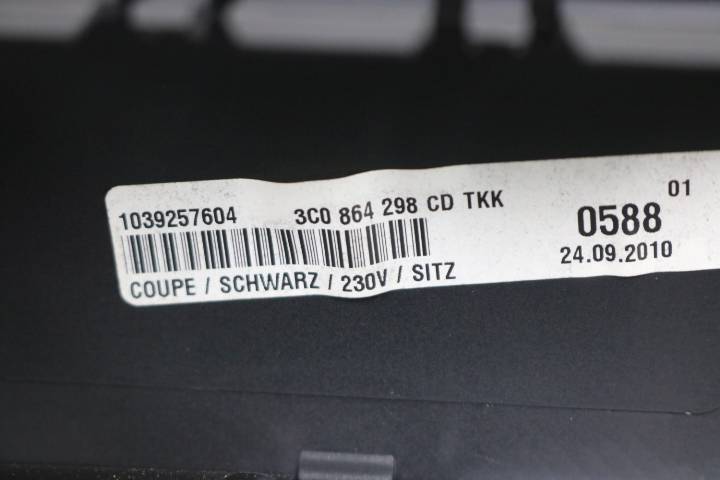 1039257604 3C0 864 298 CD TKK
COUPE / SCHWARZ / 230V / SITZ
01
0588
24.09.2010